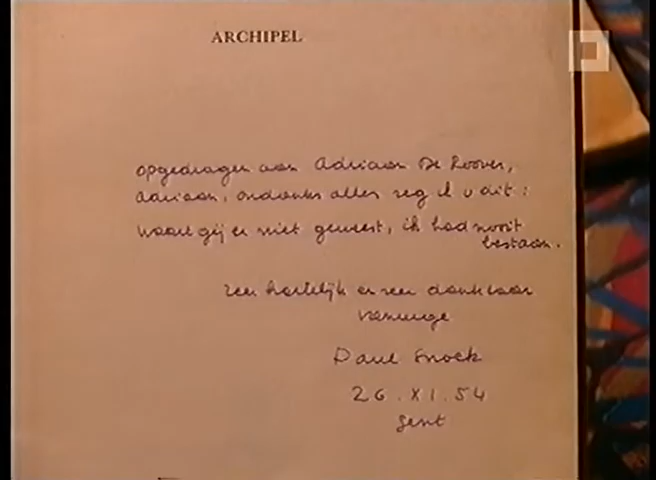 ARCHIPEL
opgedragen aan Adriaan De Roover,
adriaan, ondanks alles zeg ik u dit:
waart gij er niet geweest, ik had nooit
bestaan.
zeer hartelijk en zeer dankbaar
vanwege
Paul Snoek
26.XI.54
Gent